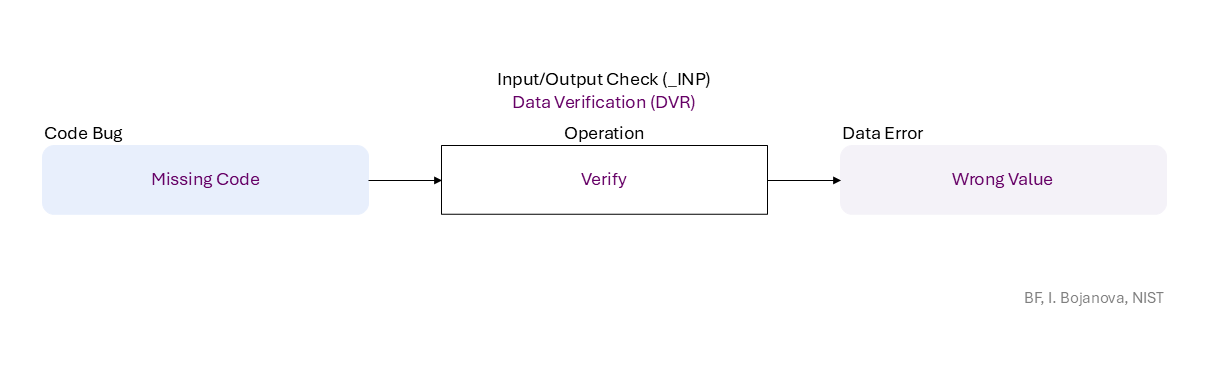 Input/Output Check (_INP)
Data Verification (DVR)
Code Bug
Operation
Data Error
Missing Code
Verify
Wrong Value
BF, I. Bojanova, NIST